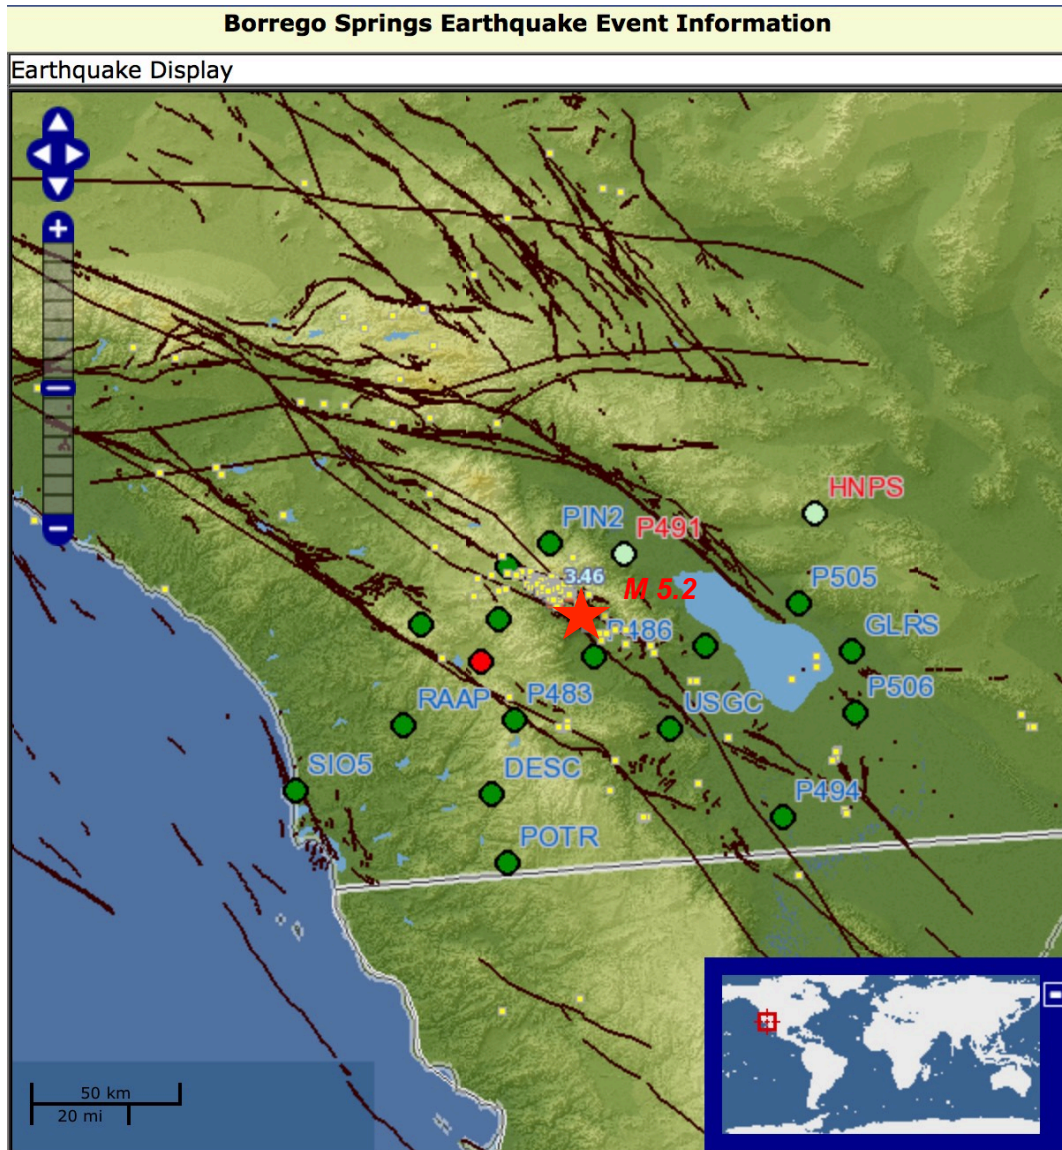 Borrego Springs Earthquake Event Information
Earthquake Display
+
HNPS
PIN2
P491
3.46
M 5.2
P505
P486
GLRS
RAAP
P483
USGC
P506
SIO5
DESC
P494
POTR
50 km
20 mi